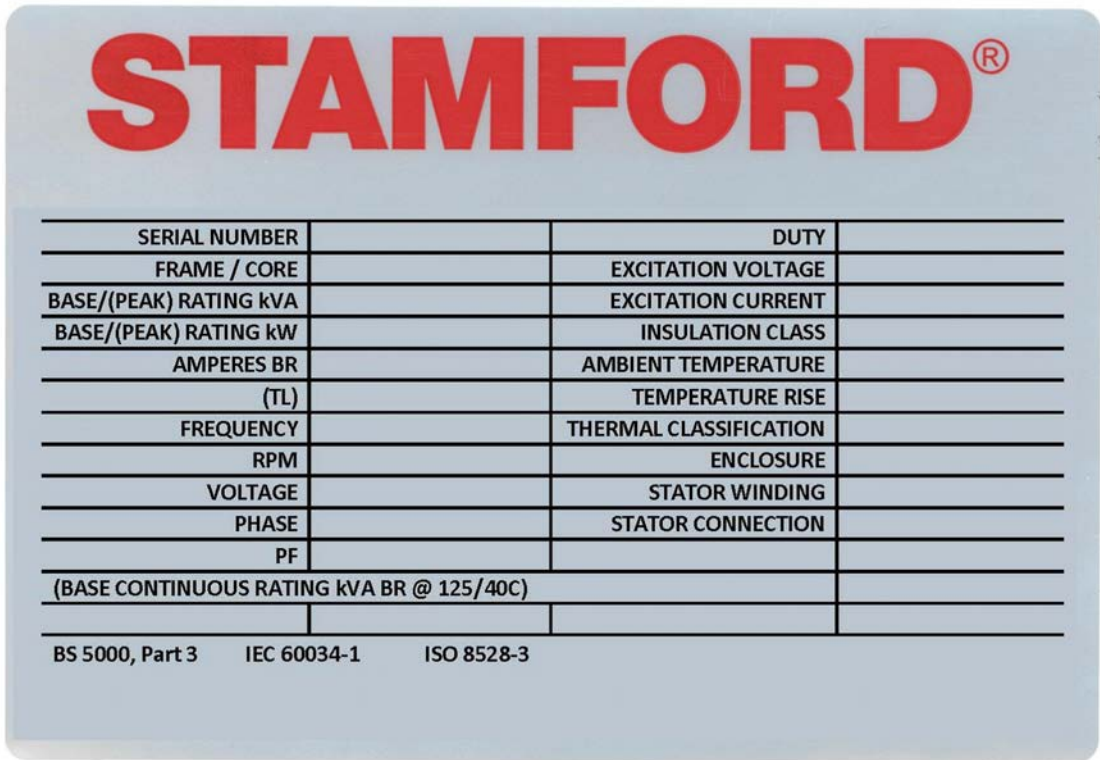 STAMFORD®
SERIAL NUMBER DUTY
FRAME / CORE EXCITATION VOLTAGE
BASE/(PEAK) RATING kVA EXCITATION CURRENT
BASE/(PEAK) RATING kW INSULATION CLASS
AMPERES BR AMBIENT TEMPERATURE
(TL) TEMPERATURE RISE
FREQUENCY THERMAL CLASSIFICATION
RPM ENCLOSURE
VOLTAGE STATOR WINDING
PHASE STATOR CONNECTION
PF
(BASE CONTINUOUS RATING kVA BR @ 125/40C)
BS 5000, Part 3 IEC 60034-1 ISO 8528-3